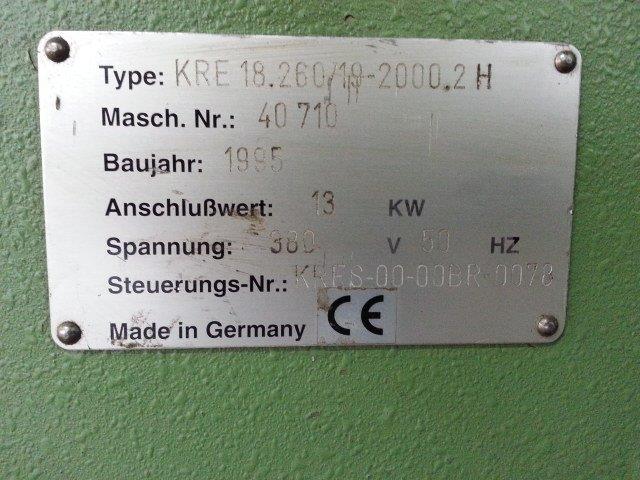 Type: KRE 18.260/19-2000.2 H
Masch. Nr.: 40 710
Baujahr: 1995
Anschlußwert: 13 KW
Spannung: 380 V 50 HZ
Steuerungs-Nr.: KRES-00-00BR-0078
Made in Germany CE